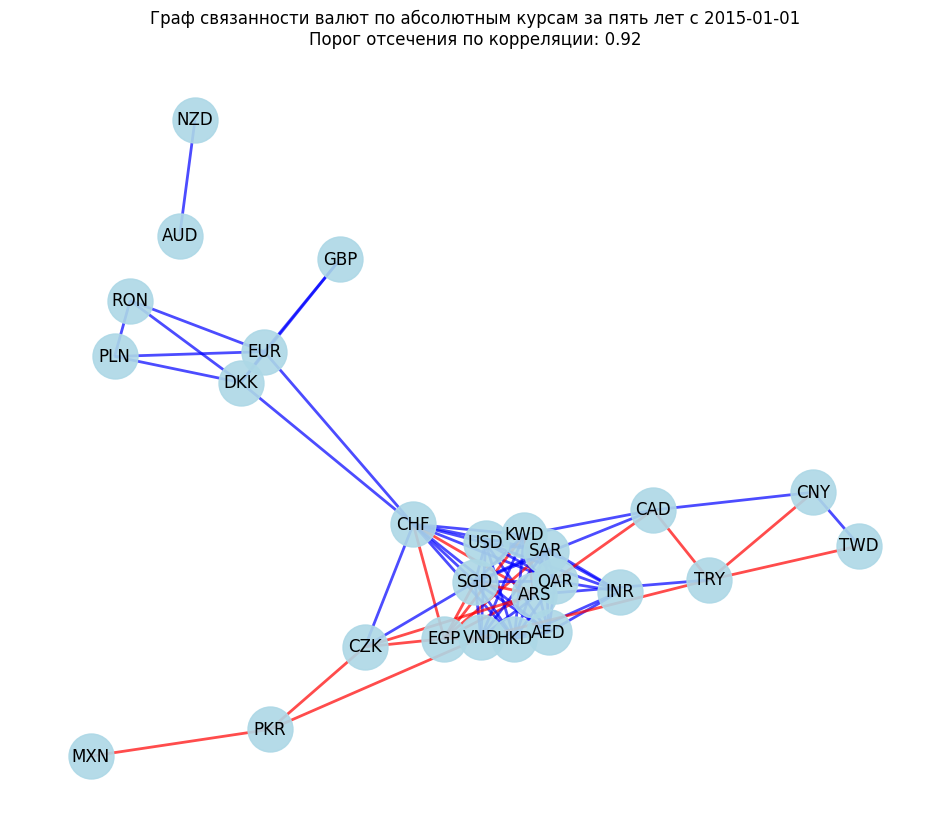 Граф связанности валют по абсолютным курсам за пять лет с 2015-01-01
Порог отсечения по корреляции: 0.92
NZD
AUD
GBP
RON
EUR
PLN
DKK
CNY
CAD
CHF
KWD
USD
TWD
SAR
TRY
SGD
QAR
INR
ARS
AED
EGP
VND
HKD
CZK
PKR
MXN